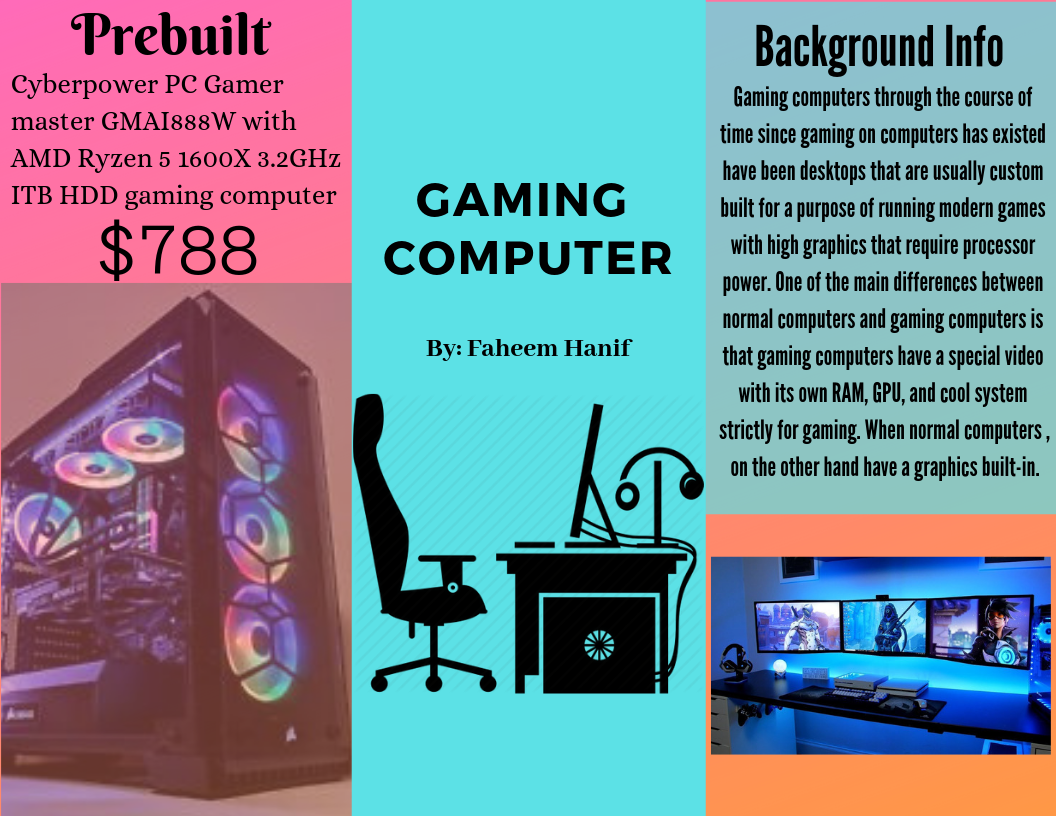 Prebuilt
Cyberpower PC Gamer
master GMAI888W with
AMD Ryzen 5 1600X 3.2GHz
ITB HDD gaming computer
$788
GAMING
COMPUTER
By: Faheem Hanif
Background Info
Gaming computers through the course of
time since gaming on computers has existed
have been desktops that are usually custom
built for a purpose of running modern games
with high graphics that require processor
power. One of the main differences between
normal computers and gaming computers is
that gaming computers have a special video
with its own RAM, GPU, and cool system
strictly for gaming. When normal computers ,
on the other hand have a graphics built-in.